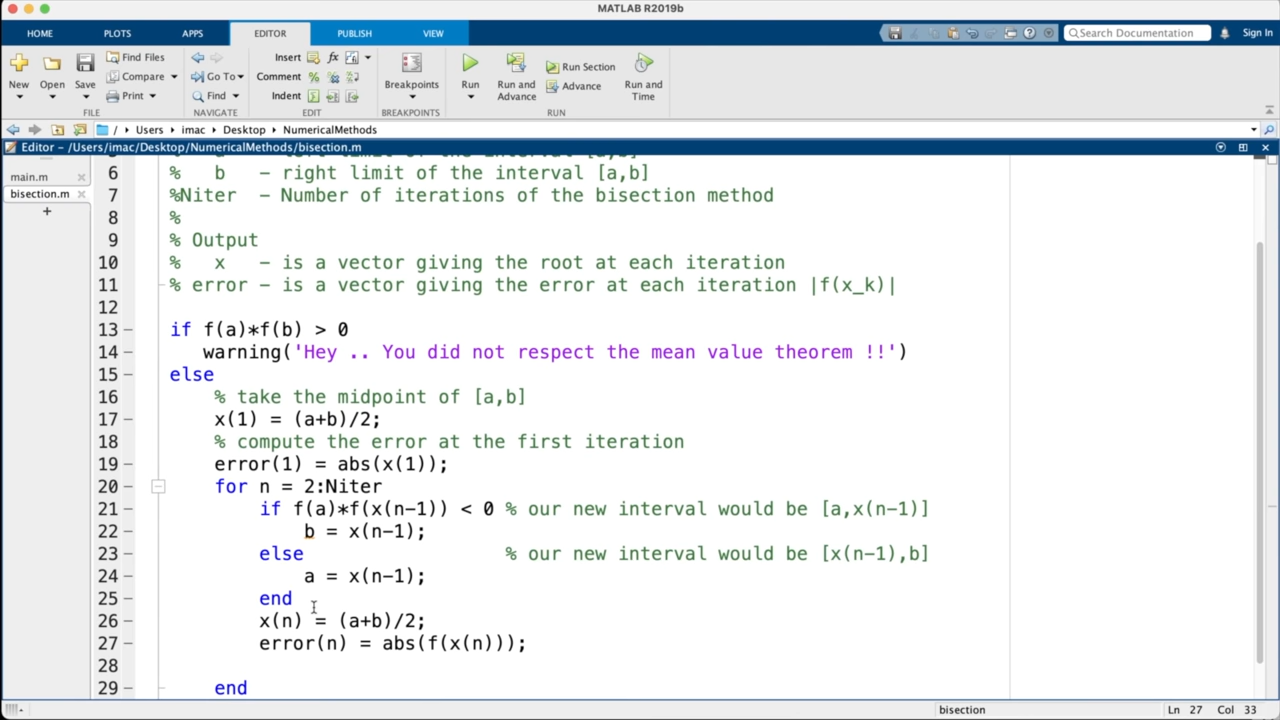 MATLAB R2019b
HOME PLOTS APPS EDITOR PUBLISH VIEW Search Documentation Sign In
New Open Save Find Files Compare Print Go To Find Insert fx Comment Indent Breakpoints Run Run and Advance Run Section Advance Run and Time
FILE NAVIGATE EDIT BREAKPOINTS RUN
/ Users imac Desktop NumericalMethods
Editor - /Users/imac/Desktop/NumericalMethods/bisection.m
main.m
bisection.m
6 % b - right limit of the interval [a,b]
7 %Niter - Number of iterations of the bisection method
8 %
9 % Output
10 % x - is a vector giving the root at each iteration
11 % error - is a vector giving the error at each iteration |f(x_k)|
12
13 if f(a)*f(b) > 0
14 warning('Hey .. You did not respect the mean value theorem !!')
15 else
16 % take the midpoint of [a,b]
17 x(1) = (a+b)/2;
18 % compute the error at the first iteration
19 error(1) = abs(x(1));
20 for n = 2:Niter
21 if f(a)*f(x(n-1)) < 0 % our new interval would be [a,x(n-1)]
22 b = x(n-1);
23 else % our new interval would be [x(n-1),b]
24 a = x(n-1);
25 end
26 x(n) = (a+b)/2;
27 error(n) = abs(f(x(n)));
28
29 end
bisection Ln 27 Col 33